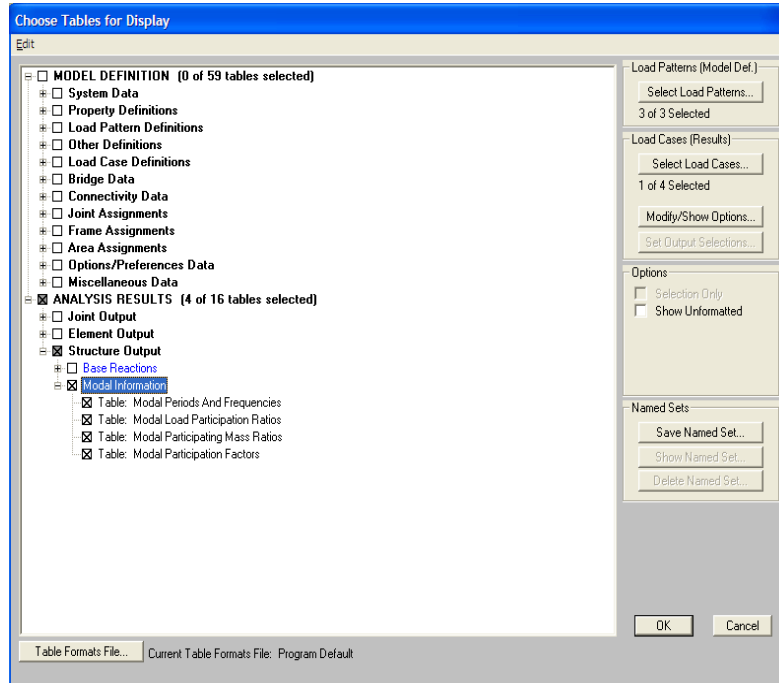 Choose Tables for Display
Edit
MODEL DEFINITION (0 of 59 tables selected)
System Data
Property Definitions
Load Pattern Definitions
Other Definitions
Load Case Definitions
Bridge Data
Connectivity Data
Joint Assignments
Frame Assignments
Area Assignments
Options/Preferences Data
Miscellaneous Data
ANALYSIS RESULTS (4 of 16 tables selected)
Joint Output
Element Output
Structure Output
Base Reactions
Modal Information
Table: Modal Periods And Frequencies
Table: Modal Load Participation Ratios
Table: Modal Participating Mass Ratios
Table: Modal Participation Factors
Load Patterns (Model Def.)
Select Load Patterns...
3 of 3 Selected
Load Cases (Results)
Select Load Cases...
1 of 4 Selected
Modify/Show Options...
Set Output Selections...
Options
Selection Only
Show Unformatted
Named Sets
Save Named Set...
Show Named Set...
Delete Named Set...
OK Cancel
Table Formats File... Current Table Formats File: Program Default